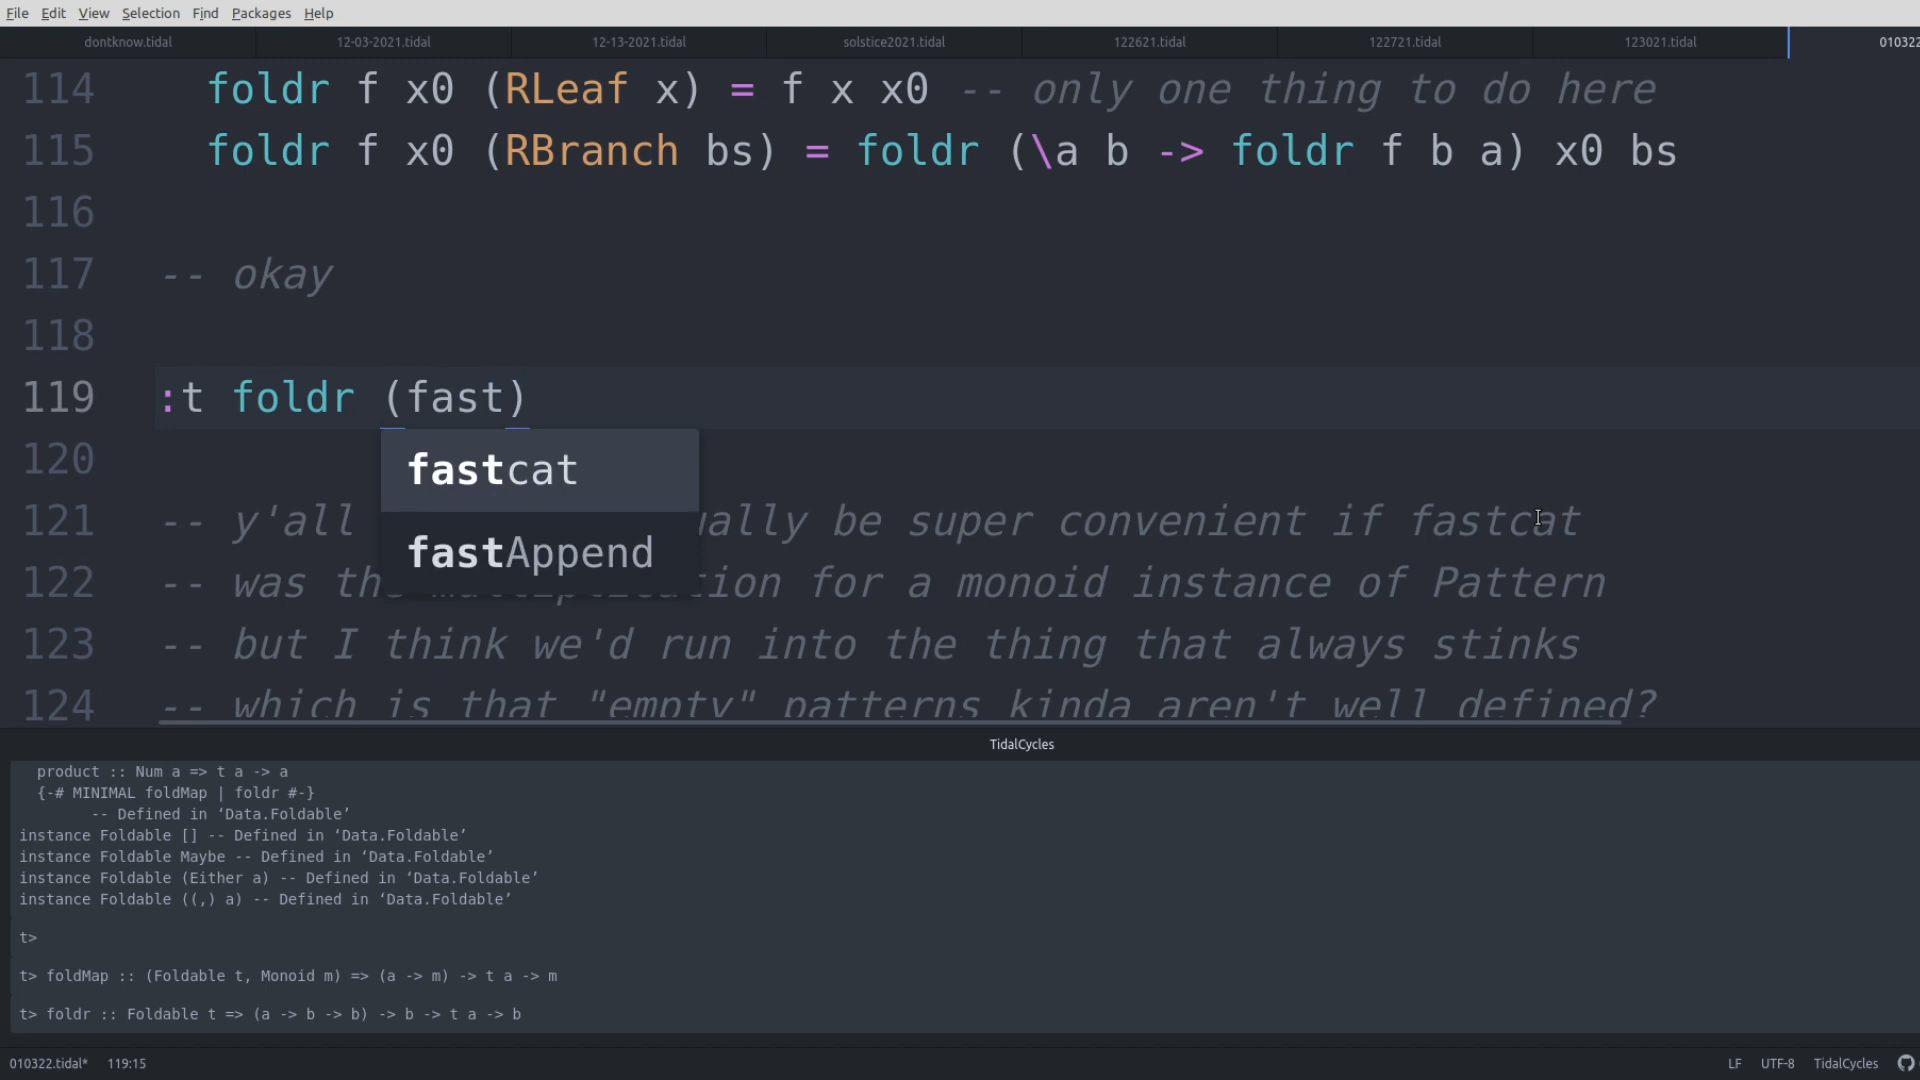 File Edit View Selection Find Packages Help
dontknow.tidal 12-03-2021.tidal 12-13-2021.tidal solstice2021.tidal 122621.tidal 122721.tidal 123021.tidal 010322
114 foldr f x0 (RLeaf x) = f x x0 -- only one thing to do here
115 foldr f x0 (RBranch bs) = foldr (\a b -> foldr f b a) x0 bs
116
117 -- okay
118
119 :t foldr (fast)
fastcat
fastAppend
120
121 -- y'all ually be super convenient if fastcat
122 -- was the multiplication for a monoid instance of Pattern
123 -- but I think we'd run into the thing that always stinks
124 -- which is that "empty" patterns kinda aren't well defined?
TidalCycles
product :: Num a => t a -> a
{-# MINIMAL foldMap | foldr #-}
-- Defined in ‘Data.Foldable’
instance Foldable [] -- Defined in ‘Data.Foldable’
instance Foldable Maybe -- Defined in ‘Data.Foldable’
instance Foldable (Either a) -- Defined in ‘Data.Foldable’
instance Foldable ((,) a) -- Defined in ‘Data.Foldable’
t>
t> foldMap :: (Foldable t, Monoid m) => (a -> m) -> t a -> m
t> foldr :: Foldable t => (a -> b -> b) -> b -> t a -> b
010322.tidal* 119:15 LF UTF-8 TidalCycles